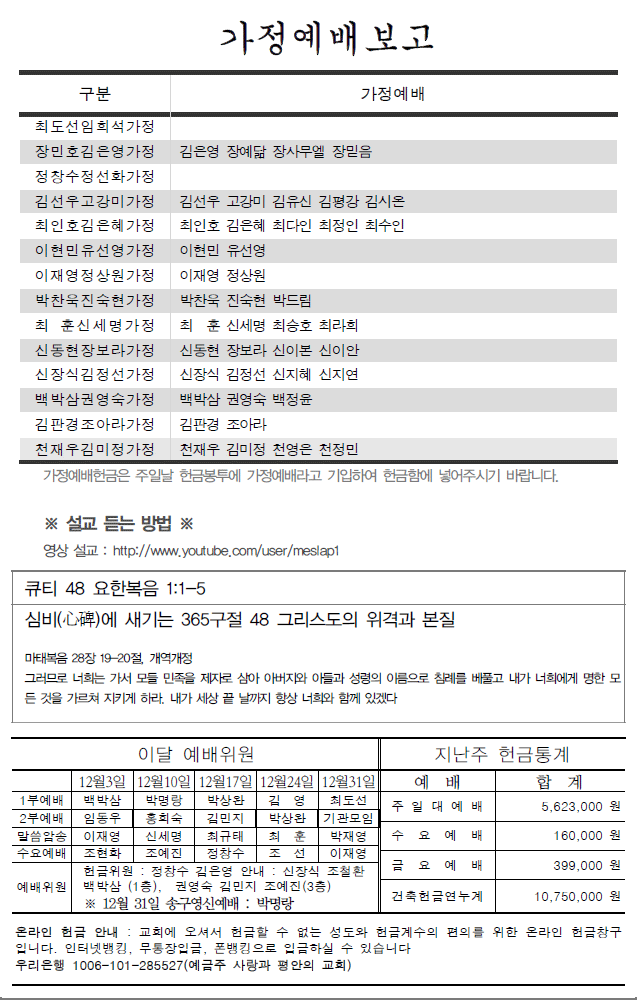 가정예배보고
구분 가정예배
최도선임희석가정
장민호김은영가정 김은영 장예닮 장사무엘 장믿음
정창수정선화가정
김선우고강미가정 김선우 고강미 김유신 김평강 김시온
최인호김은혜가정 최인호 김은혜 최다인 최정인 최수인
이현민유선영가정 이현민 유선영
이재영정상원가정 이재영 정상원
박찬욱진숙현가정 박찬욱 진숙현 박드림
최 훈신세명가정 최 훈 신세명 최승호 최라희
신동현장보라가정 신동현 장보라 신이본 신이안
신장식김정선가정 신장식 김정선 신지혜 신지연
백박삼권영숙가정 백박삼 권영숙 백정윤
김판경조아라가정 김판경 조아라
천재우김미정가정 천재우 김미정 천영은 천정민
가정예배헌금은 주일날 헌금봉투에 가정예배라고 기입하여 헌금함에 넣어주시기 바랍니다.
※ 설교 듣는 방법 ※
영상 설교 : http://www.youtube.com/user/meslap1
큐티 48 요한복음 1:1-5
심비(心碑)에 새기는 365구절 48 그리스도의 위격과 본질
마태복음 28장 19-20절, 개역개정
그러므로 너희는 가서 모들 민족을 제자로 삼아 아버지와 아들과 성령의 이름으로 침례를 베풀고 내가 너희에게 명한 모
든 것을 가르쳐 지키게 하라. 내가 세상 끝 날까지 항상 너희와 함께 있겠다
이달 예배위원
12월3일 12월10일 12월17일 12월24일 12월31일
1부예배 백박삼 박명랑 박상완 김 영 최도선
2부예배 임동우 홍희숙 김민지 박상완 기관모임
말씀암송 이재영 신세명 최규태 최 훈 박재영
수요예배 조현화 조예진 정창수 조 선 이재영
예배위원 헌금위원 : 정창수 김은영 안내 : 신장식 조철환
백박삼 (1층), 권영숙 김민지 조예진(3층)
※ 12월 31일 송구영신예배 : 박명랑
지난주 헌금통계
예 배 합 계
주 일 대 예 배 5,623,000 원
수 요 예 배 160,000 원
금 요 예 배 399,000 원
건축헌금연누계 10,750,000 원
온라인 헌금 안내 : 교회에 오셔서 헌금할 수 없는 성도와 헌금계수의 편의를 위한 온라인 헌금창구
입니다. 인터넷뱅킹, 무통장입금, 폰뱅킹으로 입금하실 수 있습니다
우리은행 1006-101-285527(예금주 사랑과 평안의 교회)